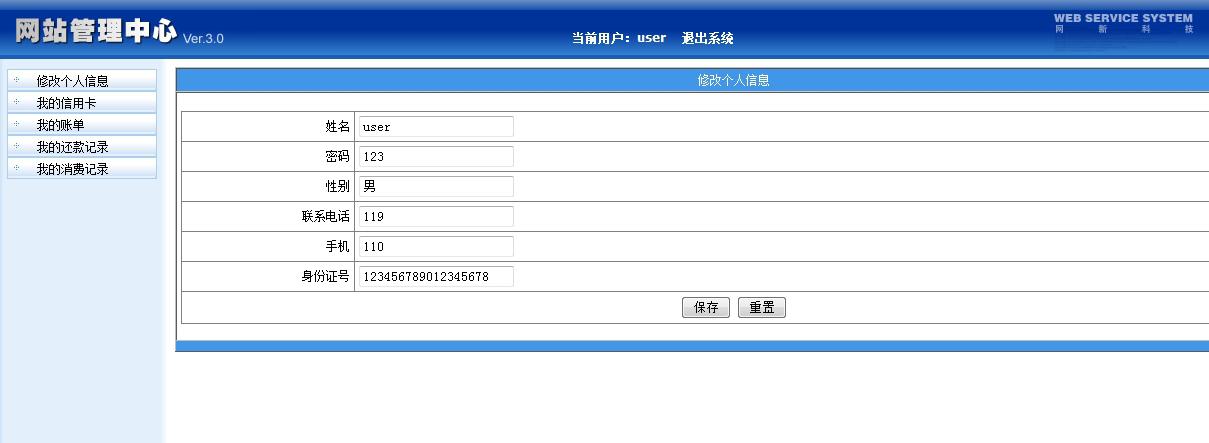 网站管理中心 Ver.3.0
当前用户：user 退出系统
WEB SERVICE SYSTEM
网 新 科 技
修改个人信息
我的信用卡
我的账单
我的还款记录
我的消费记录
修改个人信息
姓名 user
密码 123
性别 男
联系电话 119
手机 110
身份证号 123456789012345678
保存 重置